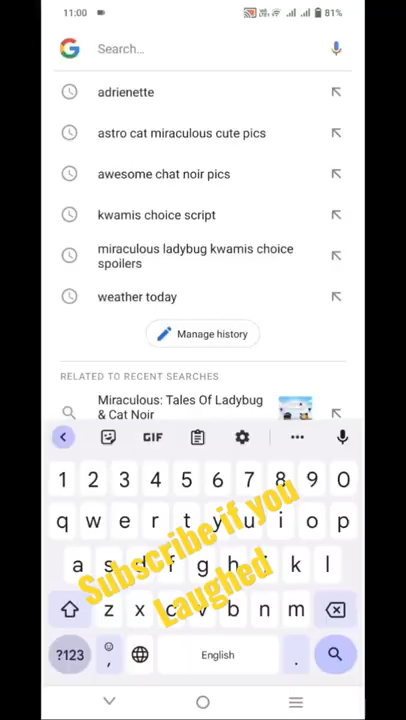 11:00
81%
Search...
adrienette
astro cat miraculous cute pics
awesome chat noir pics
kwamis choice script
miraculous ladybug kwamis choice
spoilers
weather today
Manage history
RELATED TO RECENT SEARCHES
Miraculous: Tales Of Ladybug
& Cat Noir
GIF
1 2 3 4 5 6 7 8 9 0
q w e r t y u i o p
a s d f g h j k l
Subscribe if you
Laughed
z x c v b n m
?123 , English .